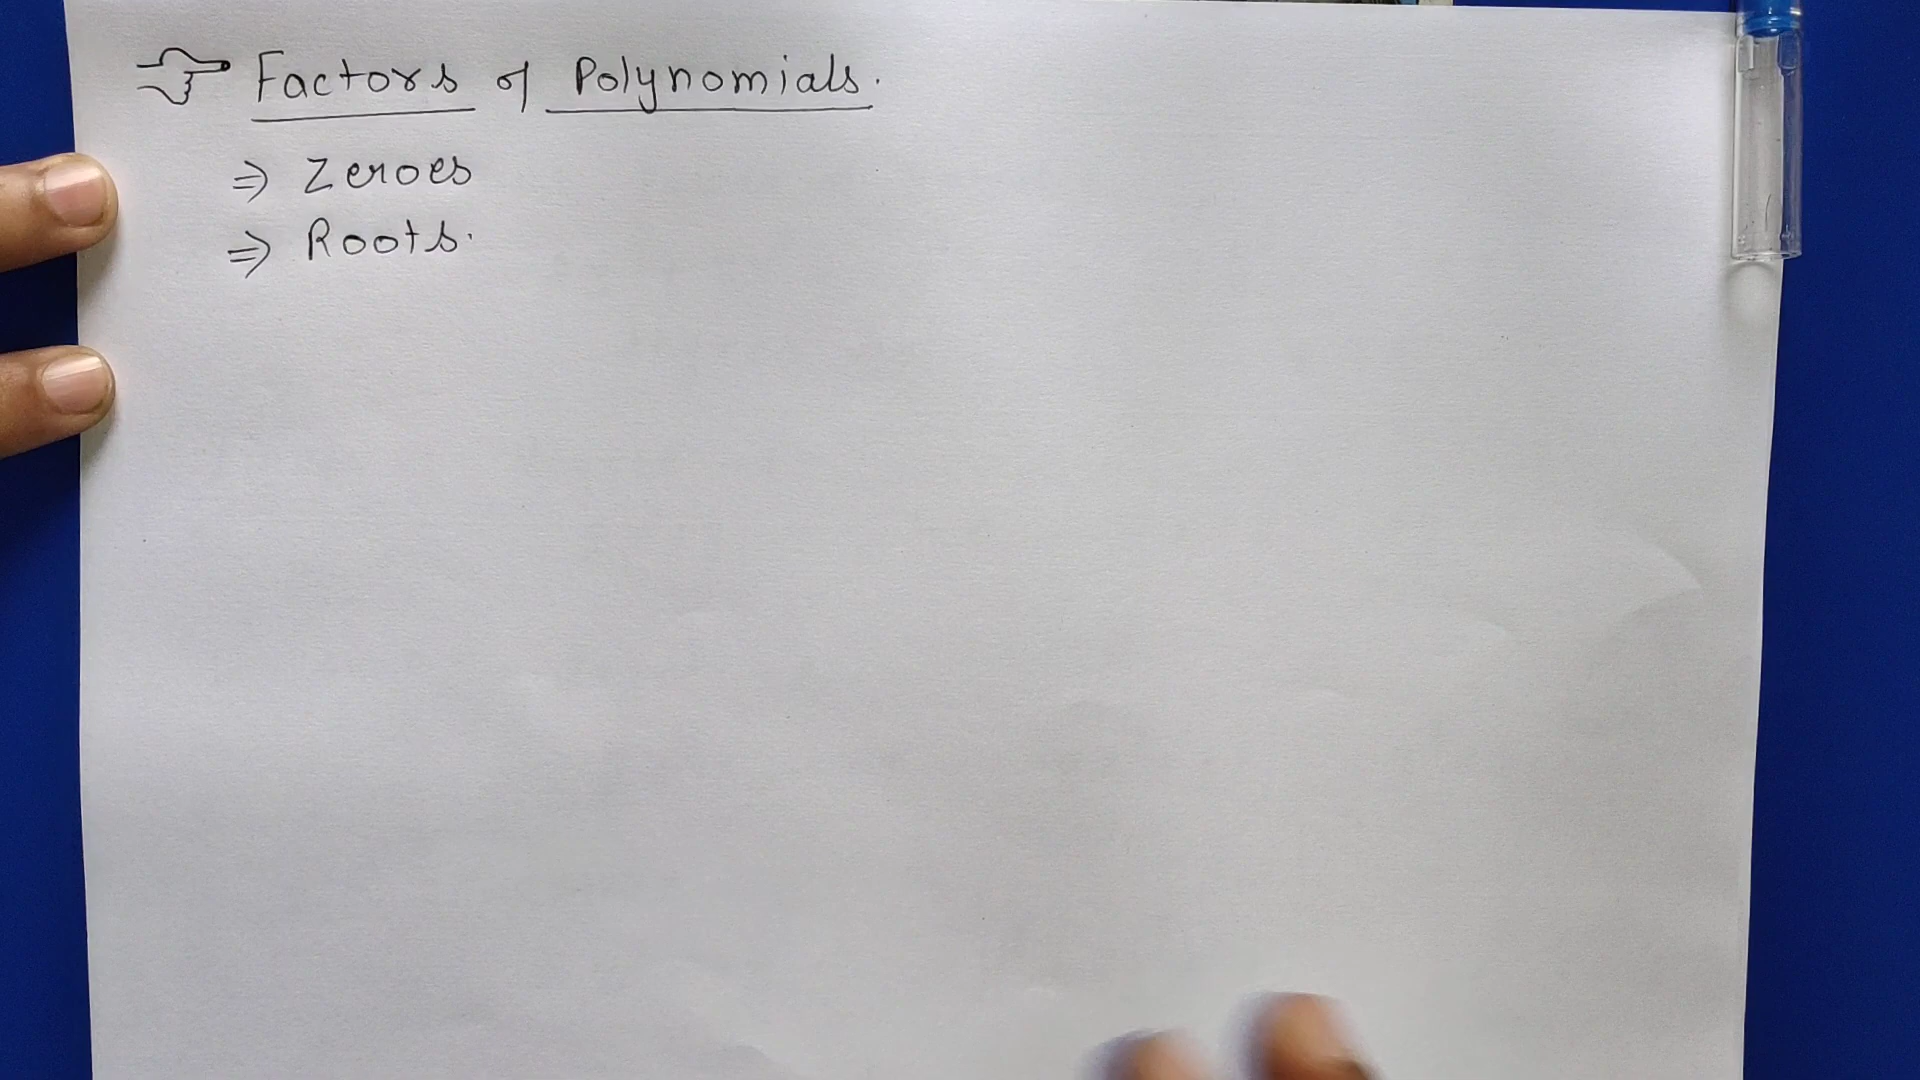 Factors of Polynomials.
⇒ Zeroes
⇒ Roots.